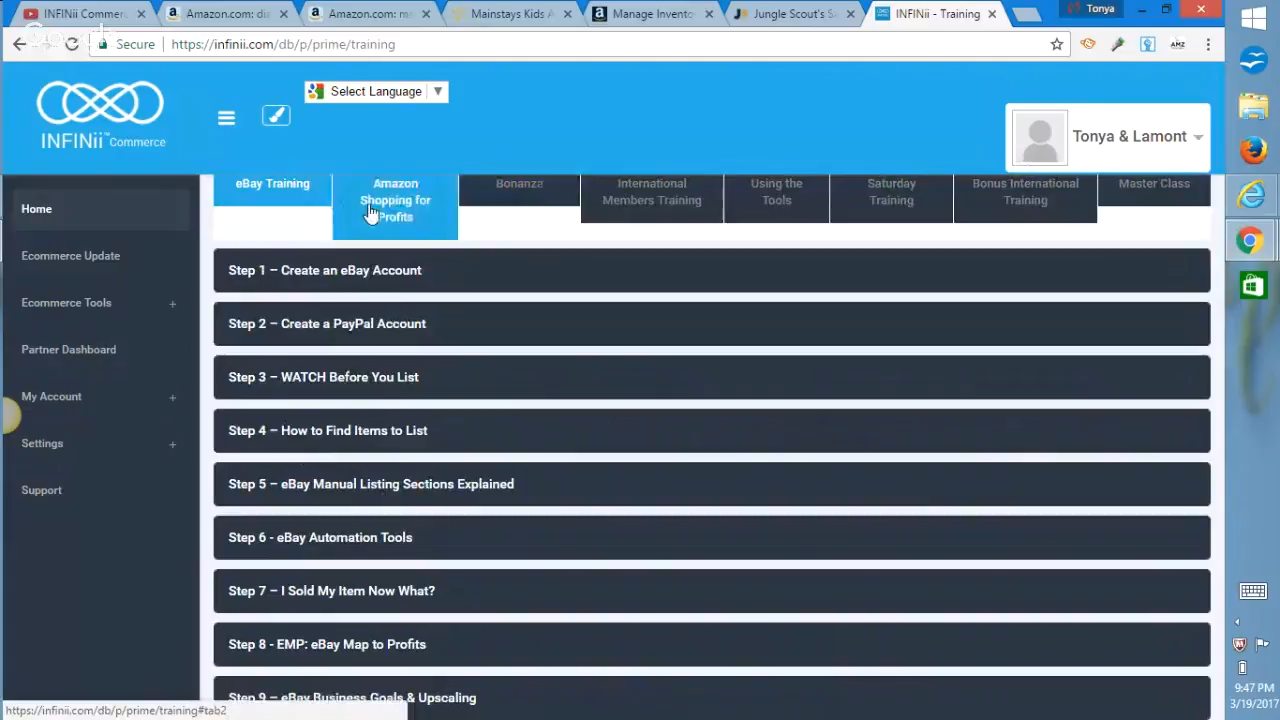 INFINii Commerc
Amazon.com: dia
Amazon.com: me
Mainstays Kids A
Manage Invento
Jungle Scout's Sa
INFINii - Training
Tonya
Secure
https://infinii.com/db/p/prime/training
AMZ
Select Language
INFINii™ Commerce
Tonya & Lamont
eBay Training
Amazon
Shopping for
Profits
Bonanza
International
Members Training
Using the
Tools
Saturday
Training
Bonus International
Training
Master Class
Home
Ecommerce Update
Ecommerce Tools +
Partner Dashboard
My Account +
Settings +
Support
Step 1 – Create an eBay Account
Step 2 – Create a PayPal Account
Step 3 – WATCH Before You List
Step 4 – How to Find Items to List
Step 5 – eBay Manual Listing Sections Explained
Step 6 - eBay Automation Tools
Step 7 – I Sold My Item Now What?
Step 8 - EMP: eBay Map to Profits
Step 9 – eBay Business Goals & Upscaling
https://infinii.com/db/p/prime/training#tab2
9:47 PM
3/19/2017